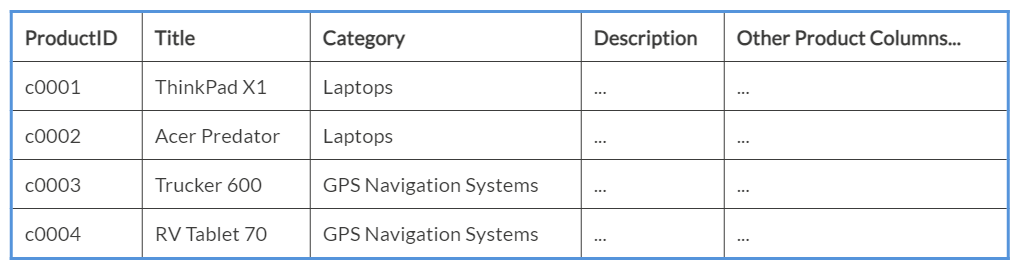 ProductID Title Category Description Other Product Columns...
c0001 ThinkPad X1 Laptops ... ...
c0002 Acer Predator Laptops ... ...
c0003 Trucker 600 GPS Navigation Systems ... ...
c0004 RV Tablet 70 GPS Navigation Systems ... ...